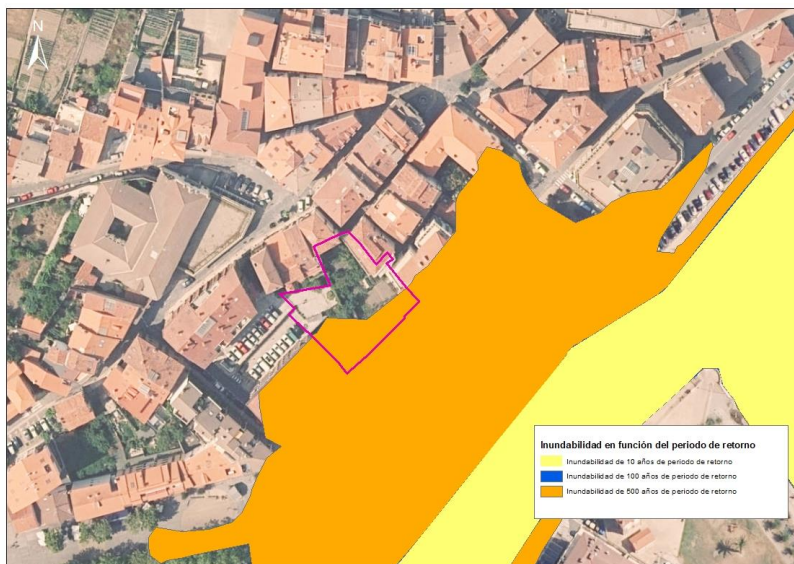 N
Inundabilidad en función del periodo de retorno
Inundabilidad de 10 años de periodo de retorno
Inundabilidad de 100 años de periodo de retorno
Inundabilidad de 500 años de periodo de retorno